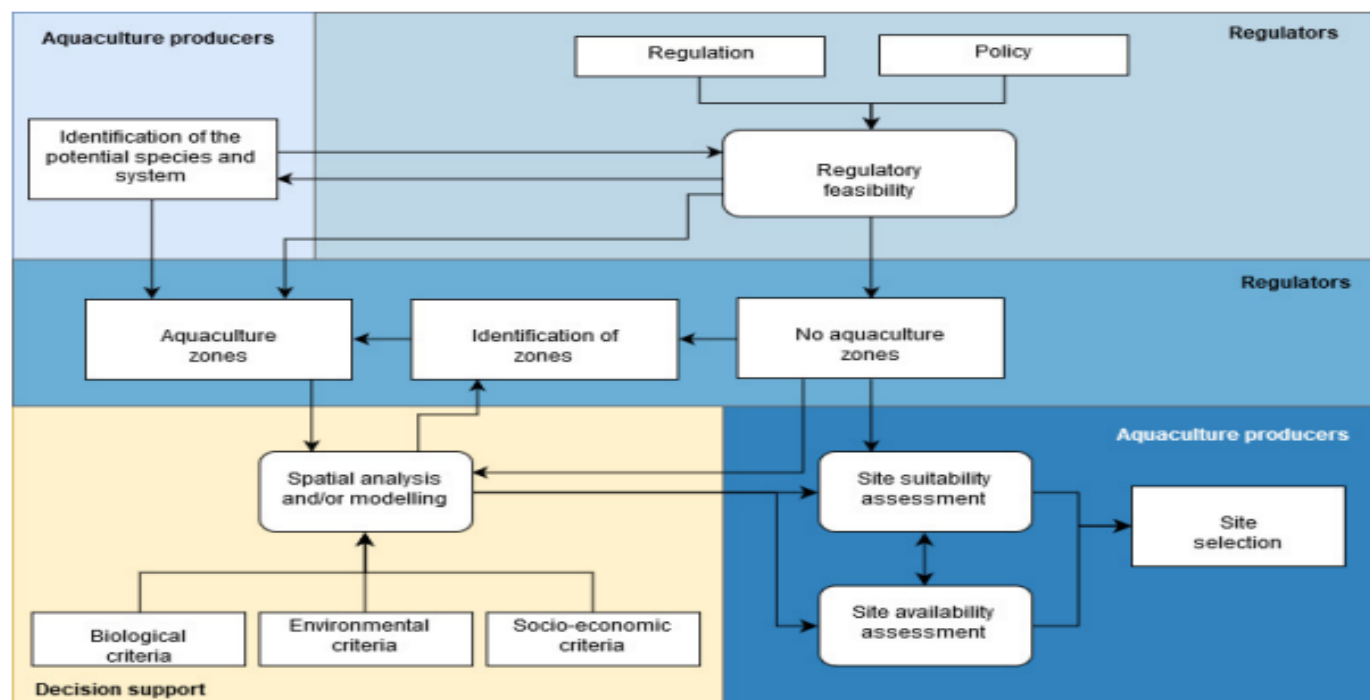 Aquaculture producers
Regulators
Regulation
Policy
Identification of the
potential species and
system
Regulatory
feasibility
Regulators
Aquaculture
zones
Identification of
zones
No aquaculture
zones
Aquaculture producers
Spatial analysis
and/or modelling
Site suitability
assessment
Site
selection
Site availability
assessment
Biological
criteria
Environmental
criteria
Socio-economic
criteria
Decision support